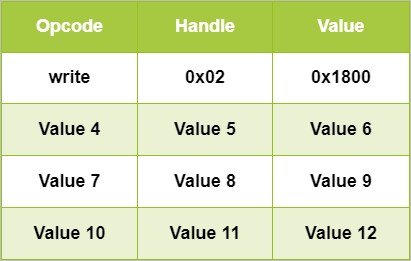 Opcode Handle Value
write 0x02 0x1800
Value 4 Value 5 Value 6
Value 7 Value 8 Value 9
Value 10 Value 11 Value 12